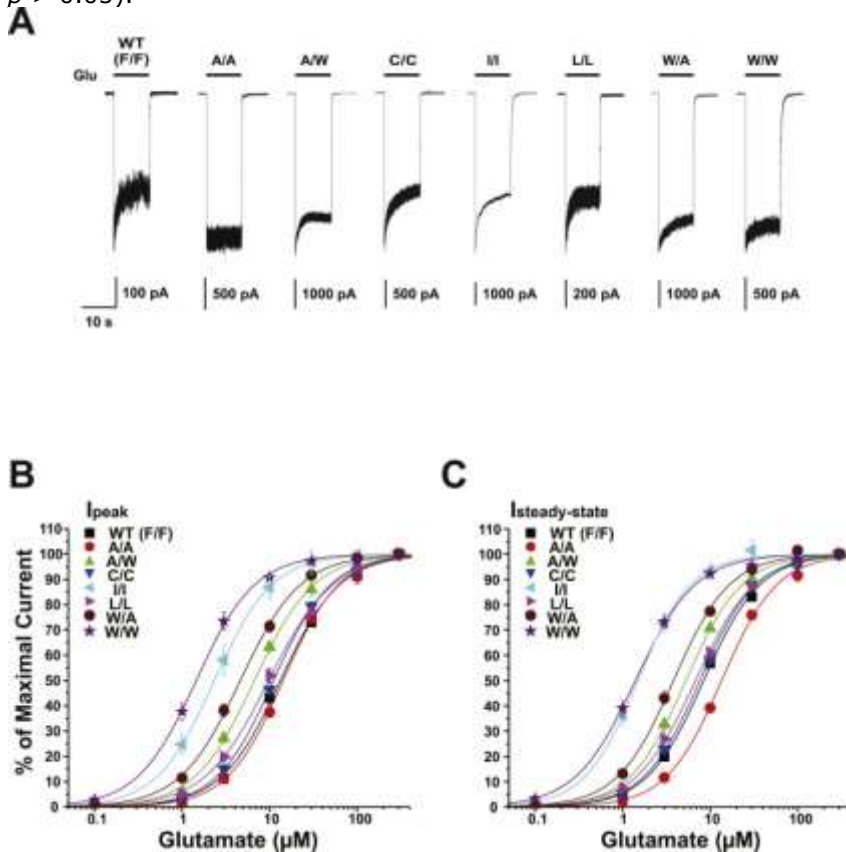 p > 0.05).
A
WT
(F/F) A/A A/W C/C I/I L/L W/A W/W
Glu
100 pA 500 pA 1000 pA 500 pA 1000 pA 200 pA 1000 pA 500 pA
10 s
B
Ipeak
110
100
90
80
70
60
50
40
30
20
10
0
WT (F/F)
A/A
A/W
C/C
I/I
L/L
W/A
W/W
% of Maximal Current
0.1 1 10 100
Glutamate (µM)
C
Isteady-state
110
100
90
80
70
60
50
40
30
20
10
0
WT (F/F)
A/A
A/W
C/C
I/I
L/L
W/A
W/W
0.1 1 10 100
Glutamate (µM)